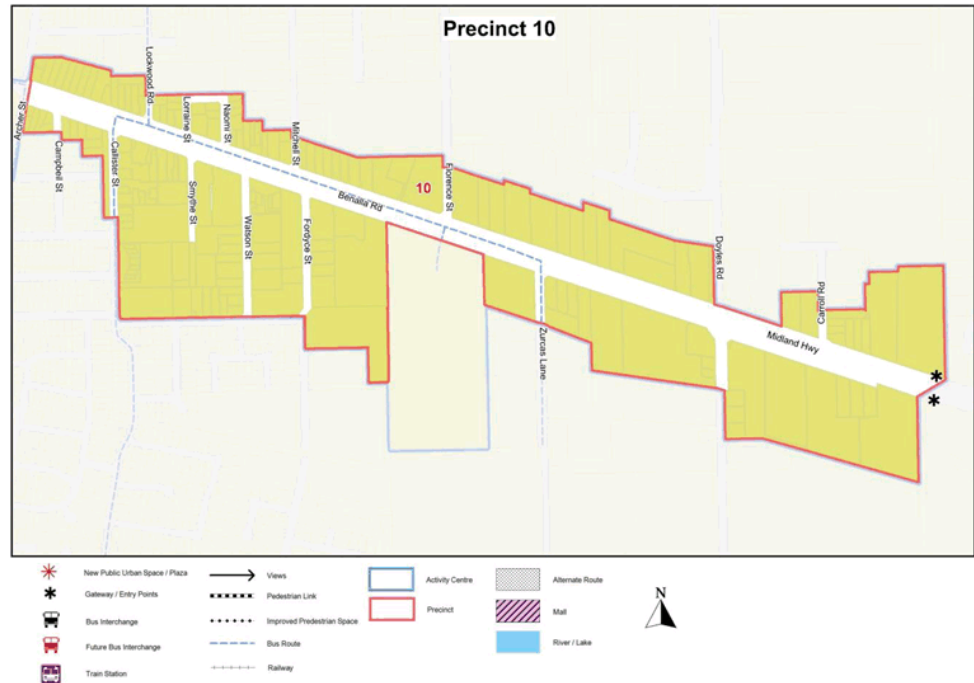 Precinct 10
Archer St
Campbell St
Callister St
Lockwood Rd
Lorraine St
Naomi St
Smythe St
Watson St
Mitchell St
Fordyce St
Benalla Rd
10
Florence St
Zurcas Lane
Doyles Rd
Midland Hwy
Carroll Rd
New Public Urban Space / Plaza
Gateway / Entry Points
Bus Interchange
Future Bus Interchange
Train Station
Views
Pedestrian Link
Improved Pedestrian Space
Bus Route
Railway
Activity Centre
Precinct
Alternate Route
Mall
River / Lake
N